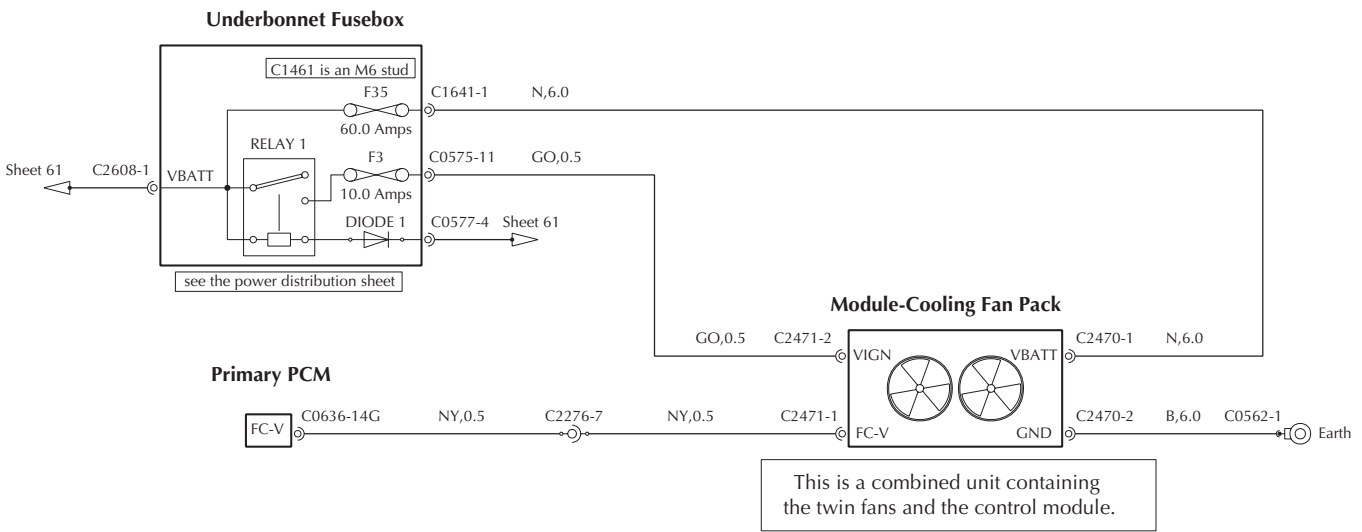 Underbonnet Fusebox
C1461 is an M6 stud
F35
C1641-1
N,6.0
60.0 Amps
RELAY 1
F3
C0575-11
GO,0.5
Sheet 61
C2608-1
VBATT
10.0 Amps
DIODE 1
C0577-4
Sheet 61
see the power distribution sheet
Module-Cooling Fan Pack
GO,0.5
C2471-2
VIGN
VBATT
C2470-1
N,6.0
Primary PCM
FC-V
C0636-14G
NY,0.5
C2276-7
NY,0.5
C2471-1
FC-V
GND
C2470-2
B,6.0
C0562-1
Earth
This is a combined unit containing
the twin fans and the control module.